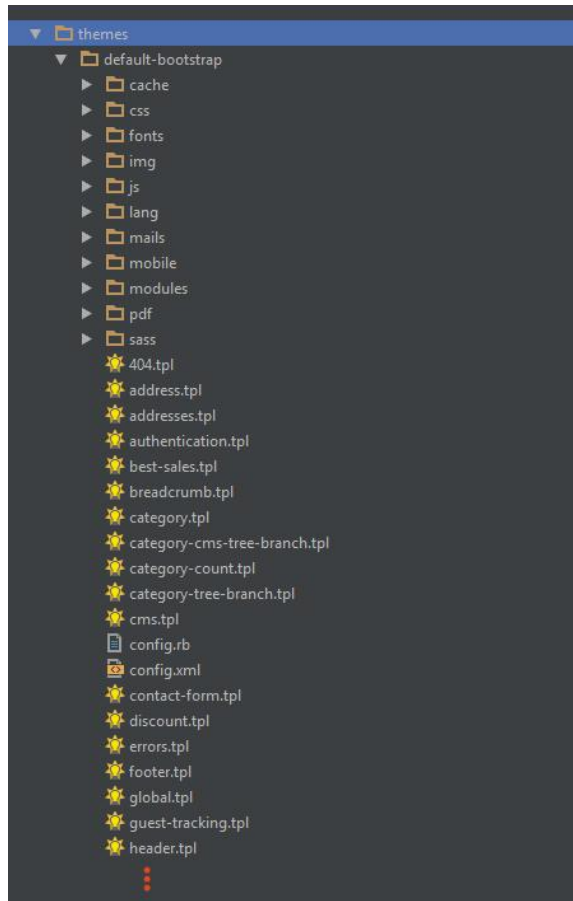 themes
default-bootstrap
cache
css
fonts
img
js
lang
mails
mobile
modules
pdf
sass
404.tpl
address.tpl
addresses.tpl
authentication.tpl
best-sales.tpl
breadcrumb.tpl
category.tpl
category-cms-tree-branch.tpl
category-count.tpl
category-tree-branch.tpl
cms.tpl
config.rb
config.xml
contact-form.tpl
discount.tpl
errors.tpl
footer.tpl
global.tpl
guest-tracking.tpl
header.tpl